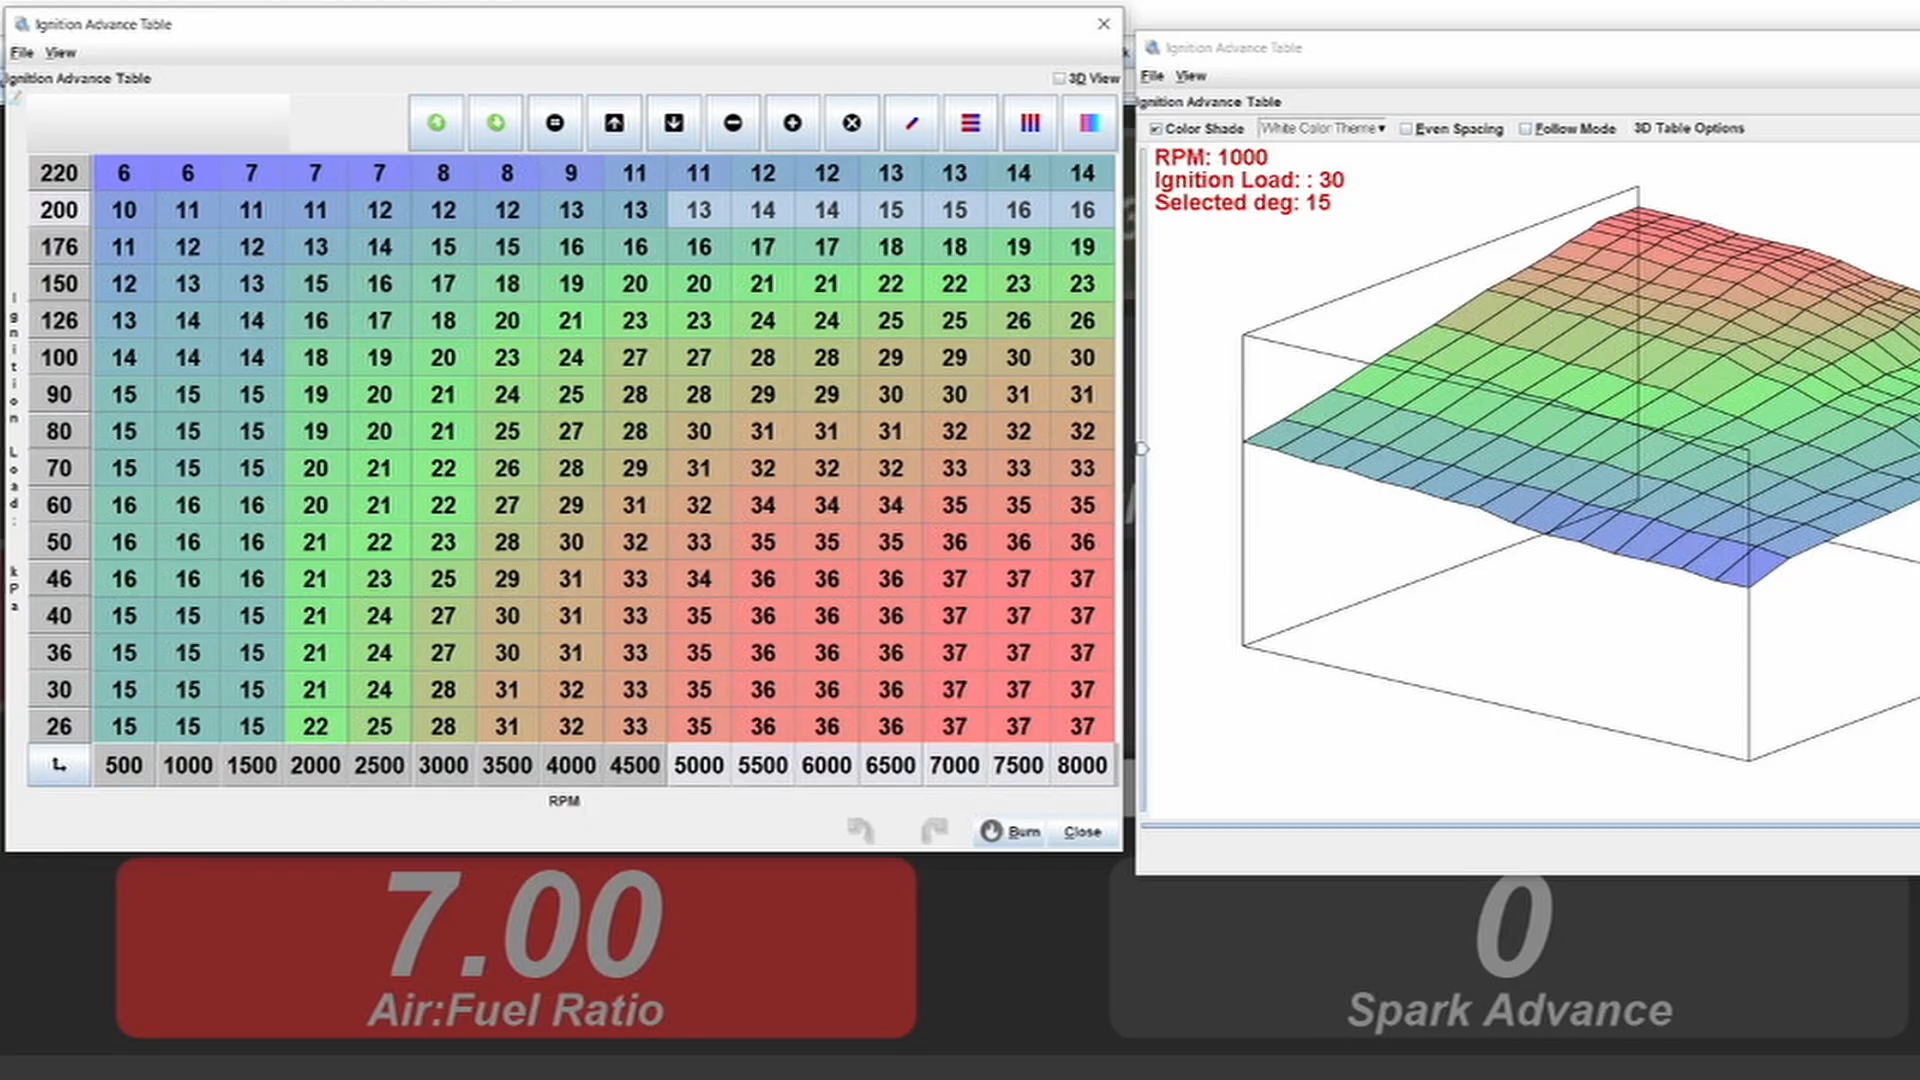 Ignition Advance Table
File View
Ignition Advance Table
3D View
220 6 6 7 7 7 8 8 9 11 11 12 12 13 13 14 14
200 10 11 11 11 12 12 12 13 13 13 14 14 15 15 16 16
176 11 12 12 13 14 15 15 16 16 16 17 17 18 18 19 19
150 12 13 13 15 16 17 18 19 20 20 21 21 22 22 23 23
126 13 14 14 16 17 18 20 21 23 23 24 24 25 25 26 26
100 14 14 14 18 19 20 23 24 27 27 28 28 29 29 30 30
90 15 15 15 19 20 21 24 25 28 28 29 29 30 30 31 31
80 15 15 15 19 20 21 25 27 28 30 31 31 31 32 32 32
70 15 15 15 20 21 22 26 28 29 31 32 32 32 33 33 33
60 16 16 16 20 21 22 27 29 31 32 34 34 34 35 35 35
50 16 16 16 21 22 23 28 30 32 33 35 35 35 36 36 36
46 16 16 16 21 23 25 29 31 33 34 36 36 36 37 37 37
40 15 15 15 21 24 27 30 31 33 35 36 36 36 37 37 37
36 15 15 15 21 24 27 30 31 33 35 36 36 36 37 37 37
30 15 15 15 21 24 28 31 32 33 35 36 36 36 37 37 37
26 15 15 15 22 25 28 31 32 33 35 36 36 36 37 37 37
500 1000 1500 2000 2500 3000 3500 4000 4500 5000 5500 6000 6500 7000 7500 8000
RPM
Ignition Load: kPa
Burn Close
Ignition Advance Table
File View
Ignition Advance Table
Color Shade White Color Theme Even Spacing Follow Mode 3D Table Options
RPM: 1000
Ignition Load: : 30
Selected deg: 15
7.00
Air:Fuel Ratio
0
Spark Advance